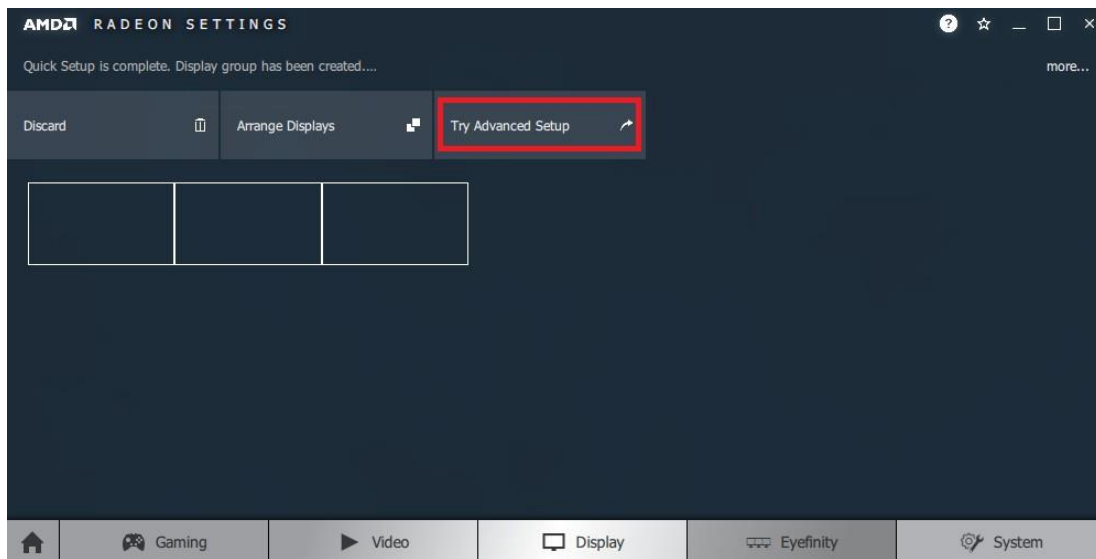 AMD RADEON SETTINGS
Quick Setup is complete. Display group has been created....
more...
Discard
Arrange Displays
Try Advanced Setup
Gaming
Video
Display
Eyefinity
System